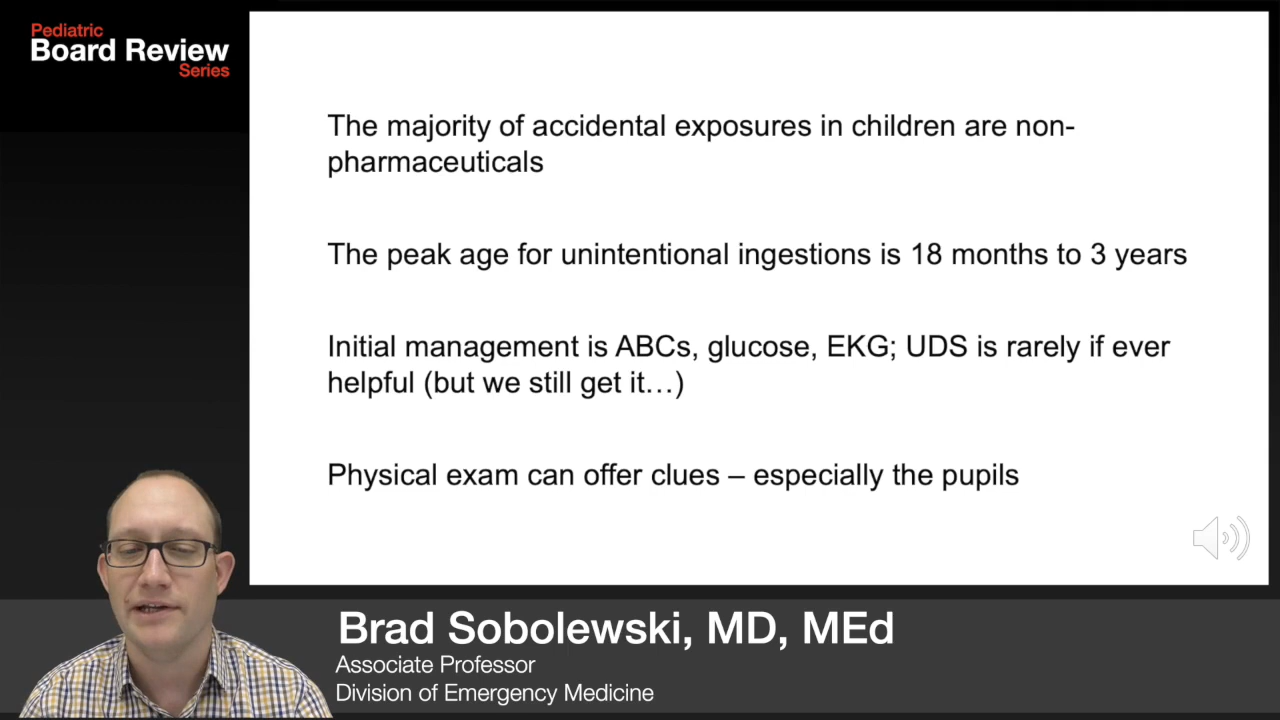 Pediatric
Board Review
Series
The majority of accidental exposures in children are non-
pharmaceuticals
The peak age for unintentional ingestions is 18 months to 3 years
Initial management is ABCs, glucose, EKG; UDS is rarely if ever
helpful (but we still get it…)
Physical exam can offer clues – especially the pupils
Brad Sobolewski, MD, MEd
Associate Professor
Division of Emergency Medicine